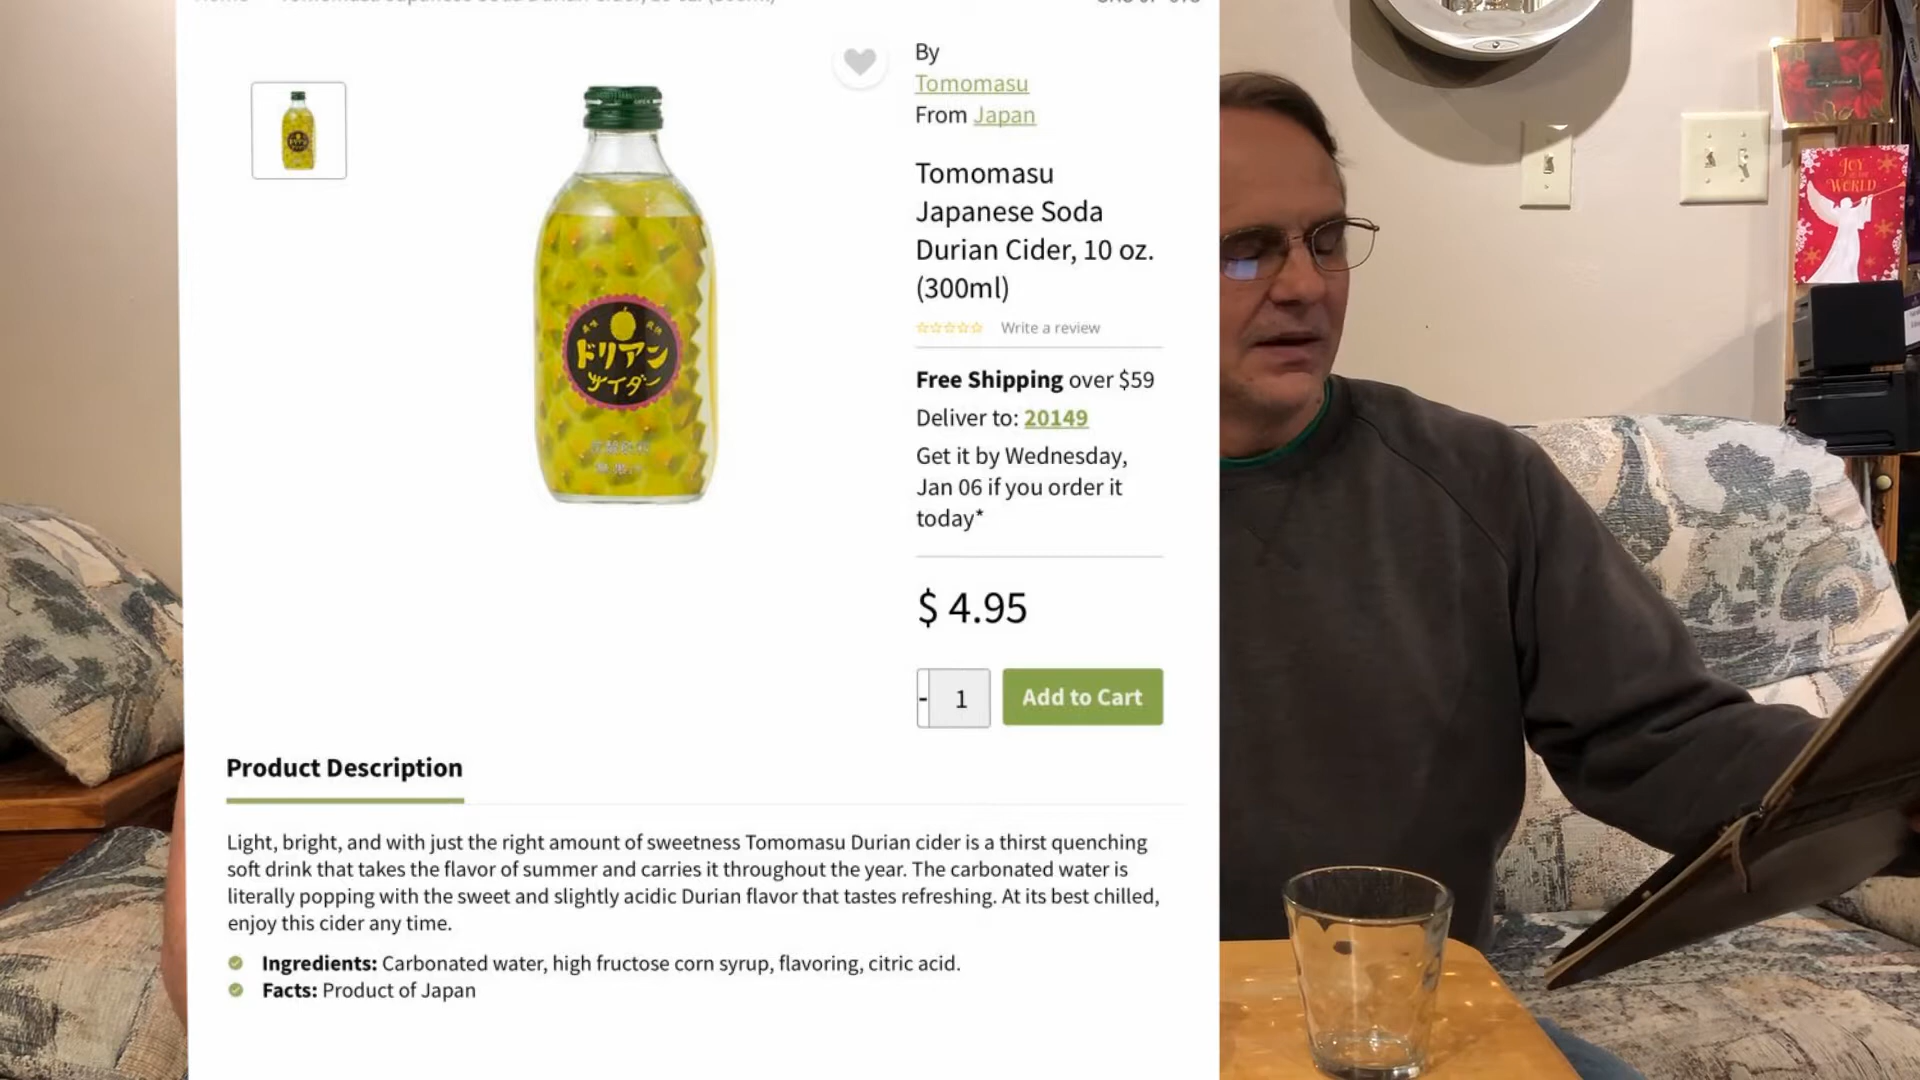 By
Tomomasu
From Japan
Tomomasu
Japanese Soda
Durian Cider, 10 oz.
(300ml)
Write a review
Free Shipping over $59
Deliver to: 20149
Get it by Wednesday,
Jan 06 if you order it
today*
$ 4.95
- 1 Add to Cart
ドリアン
サイダー
Product Description
Light, bright, and with just the right amount of sweetness Tomomasu Durian cider is a thirst quenching
soft drink that takes the flavor of summer and carries it throughout the year. The carbonated water is
literally popping with the sweet and slightly acidic Durian flavor that tastes refreshing. At its best chilled,
enjoy this cider any time.
Ingredients: Carbonated water, high fructose corn syrup, flavoring, citric acid.
Facts: Product of Japan
JOY
WORLD